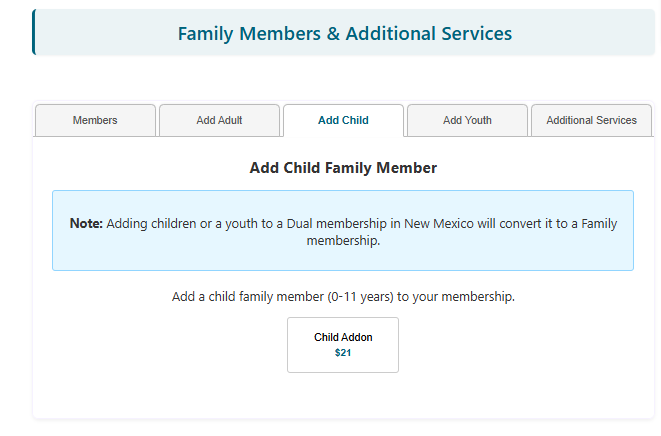 Family Members & Additional Services
Members
Add Adult
Add Child
Add Youth
Additional Services
Add Child Family Member
Note: Adding children or a youth to a Dual membership in New Mexico will convert it to a Family
membership.
Add a child family member (0-11 years) to your membership.
Child Addon
$21